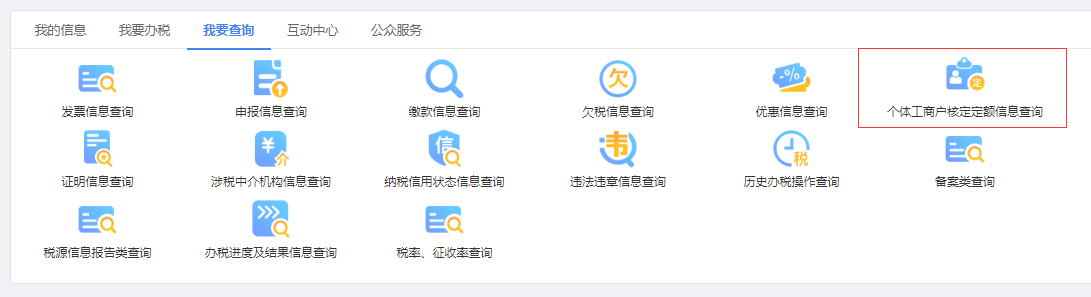 我的信息 我要办税 我要查询 互动中心 公众服务
欠 -% 定
发票信息查询 申报信息查询 缴款信息查询 欠税信息查询 优惠信息查询 个体工商户核定定额信息查询
¥ 介 信 韦 税
证明信息查询 涉税中介机构信息查询 纳税信用状态信息查询 违法违章信息查询 历史办税操作查询 备案类查询
税源信息报告类查询 办税进度及结果信息查询 税率、征收率查询